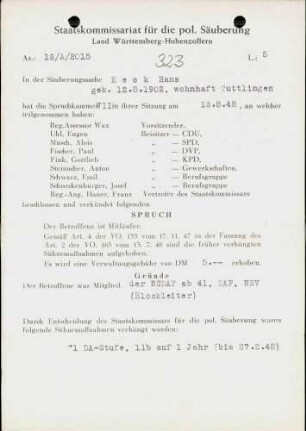 Staatskommissariat für die pol. Säuberung
Land Württemberg-Hohenzollern
Az.: 15/A/3015
323
L: 5
In der Säuberungssache K e c k Hans
geb. 12.8.1902, wohnhaft Tuttlingen
hat die Spruchkammer VII in ihrer Sitzung am 13.8.48, an welcher
teilgenommen haben:
Reg.Assessor Wax Vorsitzender,
Uhl, Eugen Beisitzer — CDU,
Musch, Alois „ — SPD,
Fischer, Paul „ — DVP,
Fink, Gottlieb „ — KPD,
Anton „ — Gewerkschaften,
Schwarz, Emil „ — Berufsgruppe
Schneckenburger, Josef „ — Berufsgruppe
Reg.-Ang. Hauer, Franz Vertreter des Staatskommissars
beschlossen und verkündet folgenden
SPRUCH
Der Betroffene ist Mitläufer.
Gemäß Art. 4 der VO. 133 vom 17. 11. 47 in der Fassung des
Art. 2 der VO. 165 vom 13. 7. 48 sind die früher verhängten
Sühnemaßnahmen aufgehoben.
Es wird eine Verwaltungsgebühr von DM 5.-- erhoben.
Gründe
Der Betroffene war Mitglied der NSDAP ab 41, DAF, NSV
(Blockleiter)
Durch Entscheidung des Staatskommissars für die pol. Säuberung waren
folgende Sühnemaßnahmen verhängt worden:
"1 DA-Stufe, 11b auf 1 Jahr (bis 27.2.48)